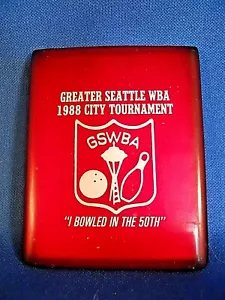 GREATER SEATTLE WBA
1988 CITY TOURNAMENT
GSWBA
"I BOWLED IN THE 50TH"